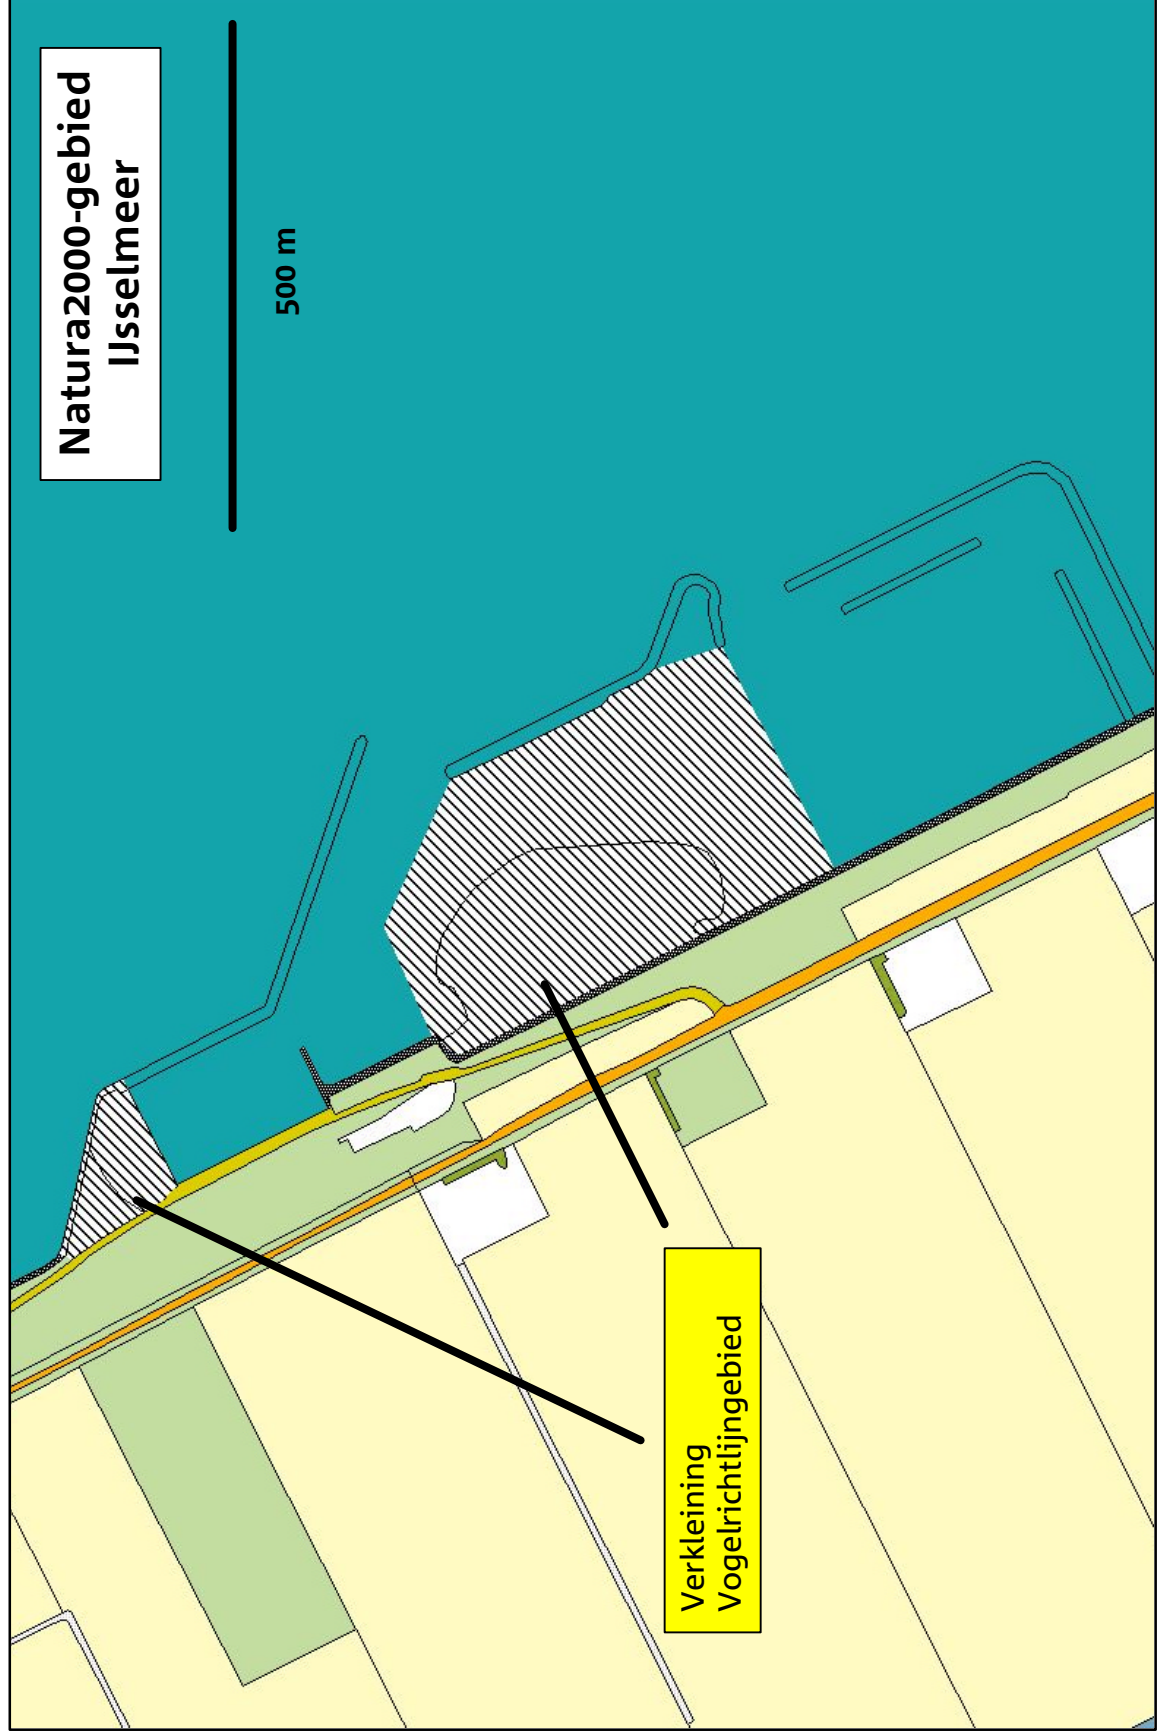 Natura2000-gebied
IJsselmeer
500 m
Verkleining
Vogelrichtlijngebied